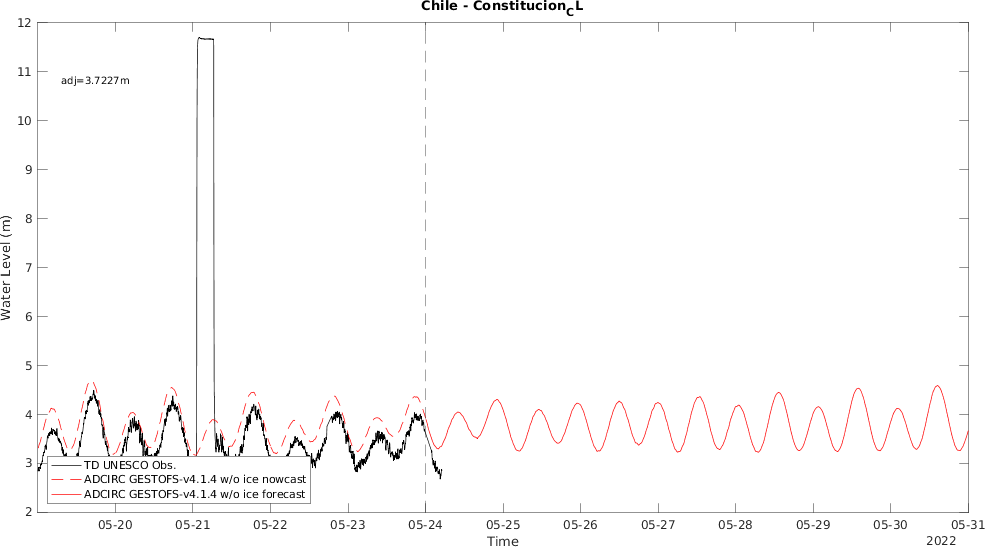 Chile - Constitucion_CL
12
11
10
9
8
7
6
5
4
3
2
Water Level (m)
adj=3.7227m
TD UNESCO Obs.
ADCIRC GESTOFS-v4.1.4 w/o ice nowcast
ADCIRC GESTOFS-v4.1.4 w/o ice forecast
05-20 05-21 05-22 05-23 05-24 05-25 05-26 05-27 05-28 05-29 05-30 05-31
Time
2022